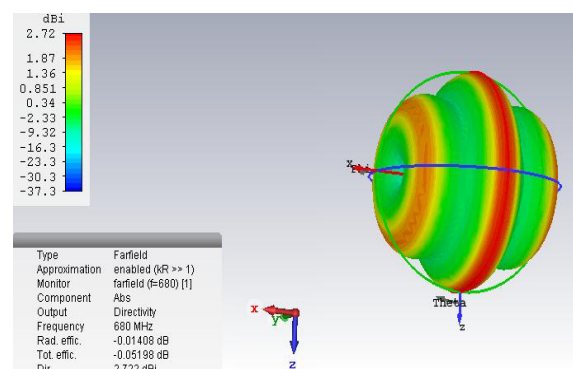 dBi
2.72
1.87
1.36
0.851
0.34
-2.33
-9.32
-16.3
-23.3
-30.3
-37.3
x
Phi
Theta
z
x
y
z
Type Farfield
Approximation enabled (kR >> 1)
Monitor farfield (f=680) [1]
Component Abs
Output Directivity
Frequency 680 MHz
Rad. effic. -0.01408 dB
Tot. effic. -0.05198 dB
Dir. 2.722 dBi